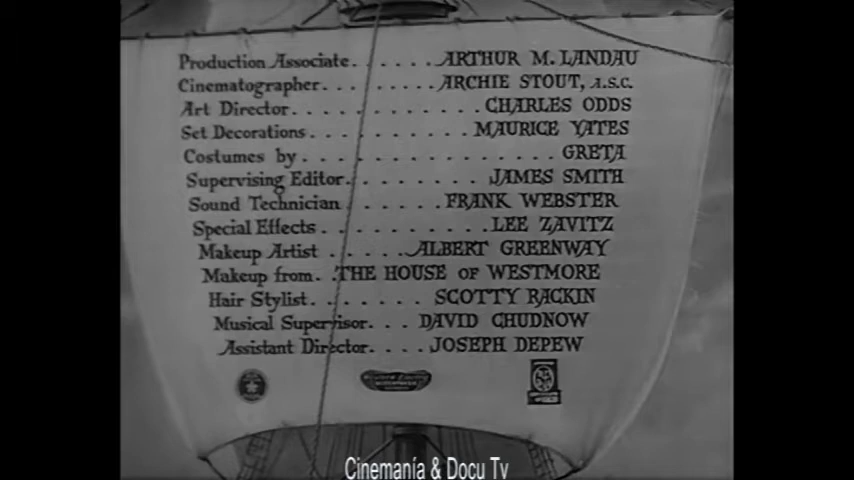 Production Associate. . . . . . .ARTHUR M. LANDAU
Cinematographer. . . . . . . . .ARCHIE STOUT, A.S.C.
Art Director. . . . . . . . . . . . . .CHARLES ODDS
Set Decorations. . . . . . . . . . . .MAURICE YATES
Costumes by . . . . . . . . . . . . . . . . . . GRETA
Supervising Editor. . . . . . . . . .JAMES SMITH
Sound Technician . . . . . . .FRANK WEBSTER
Special Effects . . . . . . . . . . . .LEE ZAVITZ
Makeup Artist . . . . . .ALBERT GREENWAY
Makeup from. . .THE HOUSE OF WESTMORE
Hair Stylist. . . . . . . . SCOTTY RACKIN
Musical Supervisor. . . . DAVID CHUDNOW
Assistant Director. . . . . JOSEPH DEPEW
Cinemanía & Docu Tv